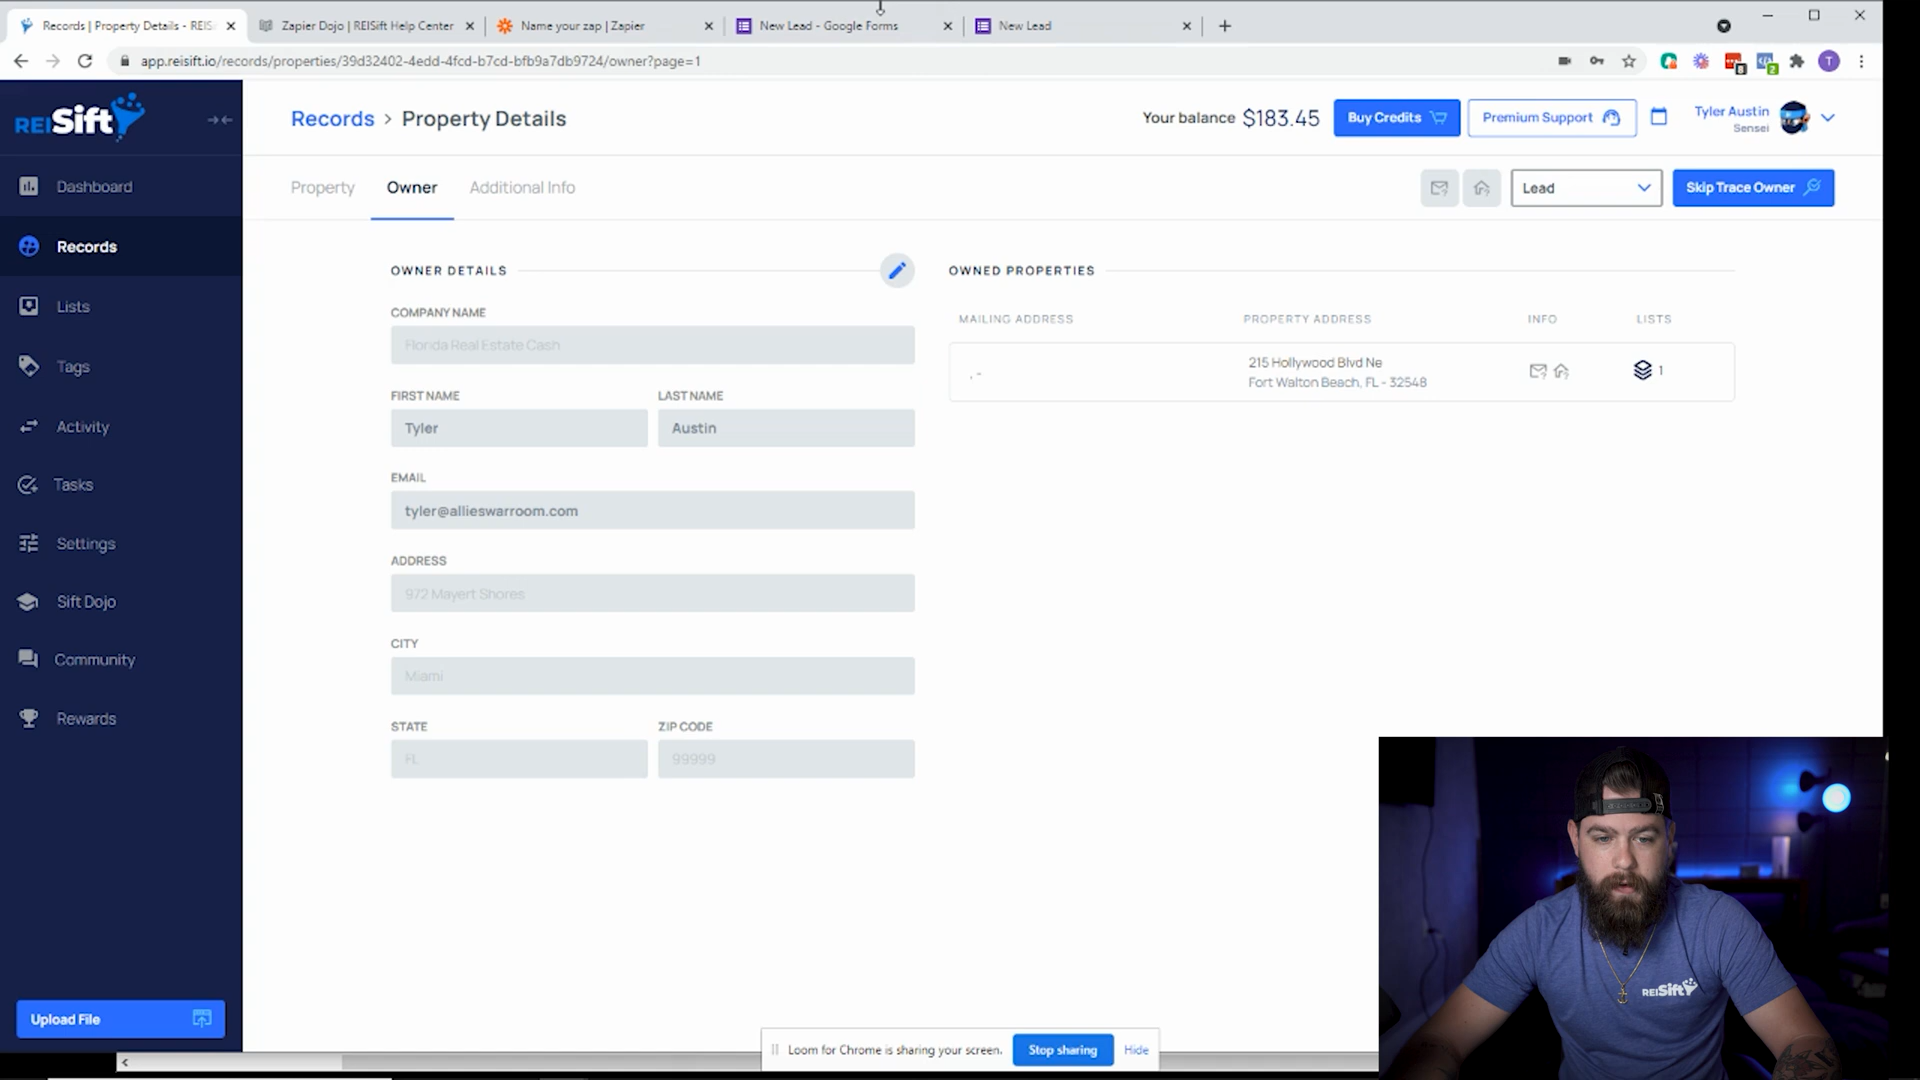 Records | Property Details - REIS
Zapier Dojo | REISift Help Center
Name your zap | Zapier
New Lead - Google Forms
New Lead
app.reisift.io/records/properties/39d32402-4edd-4fcd-b7cd-bfb9a7db9724/owner?page=1
2
T
REISift
Records > Property Details
Your balance $183.45
Buy Credits
Premium Support
Tyler Austin
Sensei
Dashboard
Records
Lists
Tags
Activity
Tasks
Settings
Sift Dojo
Community
Rewards
Upload File
Property
Owner
Additional Info
Lead
Skip Trace Owner
OWNER DETAILS
COMPANY NAME
Florida Real Estate Cash
FIRST NAME
LAST NAME
Tyler
Austin
EMAIL
tyler@allieswarroom.com
ADDRESS
972 Mayert Shores
CITY
Miami
STATE
ZIP CODE
FL
99999
OWNED PROPERTIES
MAILING ADDRESS
PROPERTY ADDRESS
INFO
LISTS
, -
215 Hollywood Blvd Ne
Fort Walton Beach, FL - 32548
1
Loom for Chrome is sharing your screen.
Stop sharing
Hide
REISift